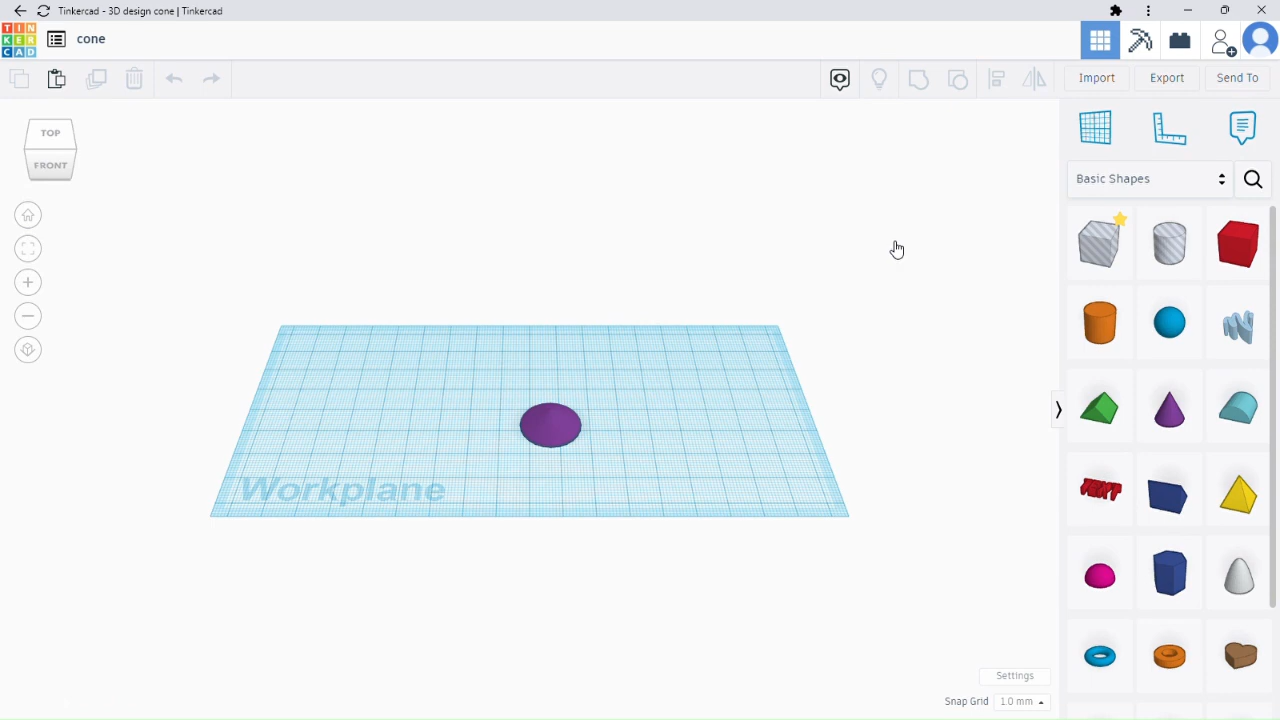 Tinkercad - 3D design cone | Tinkercad
TIN
KER
CAD
cone
Import
Export
Send To
TOP
FRONT
Basic Shapes
TEXT
Workplane
Settings
Snap Grid 1.0 mm